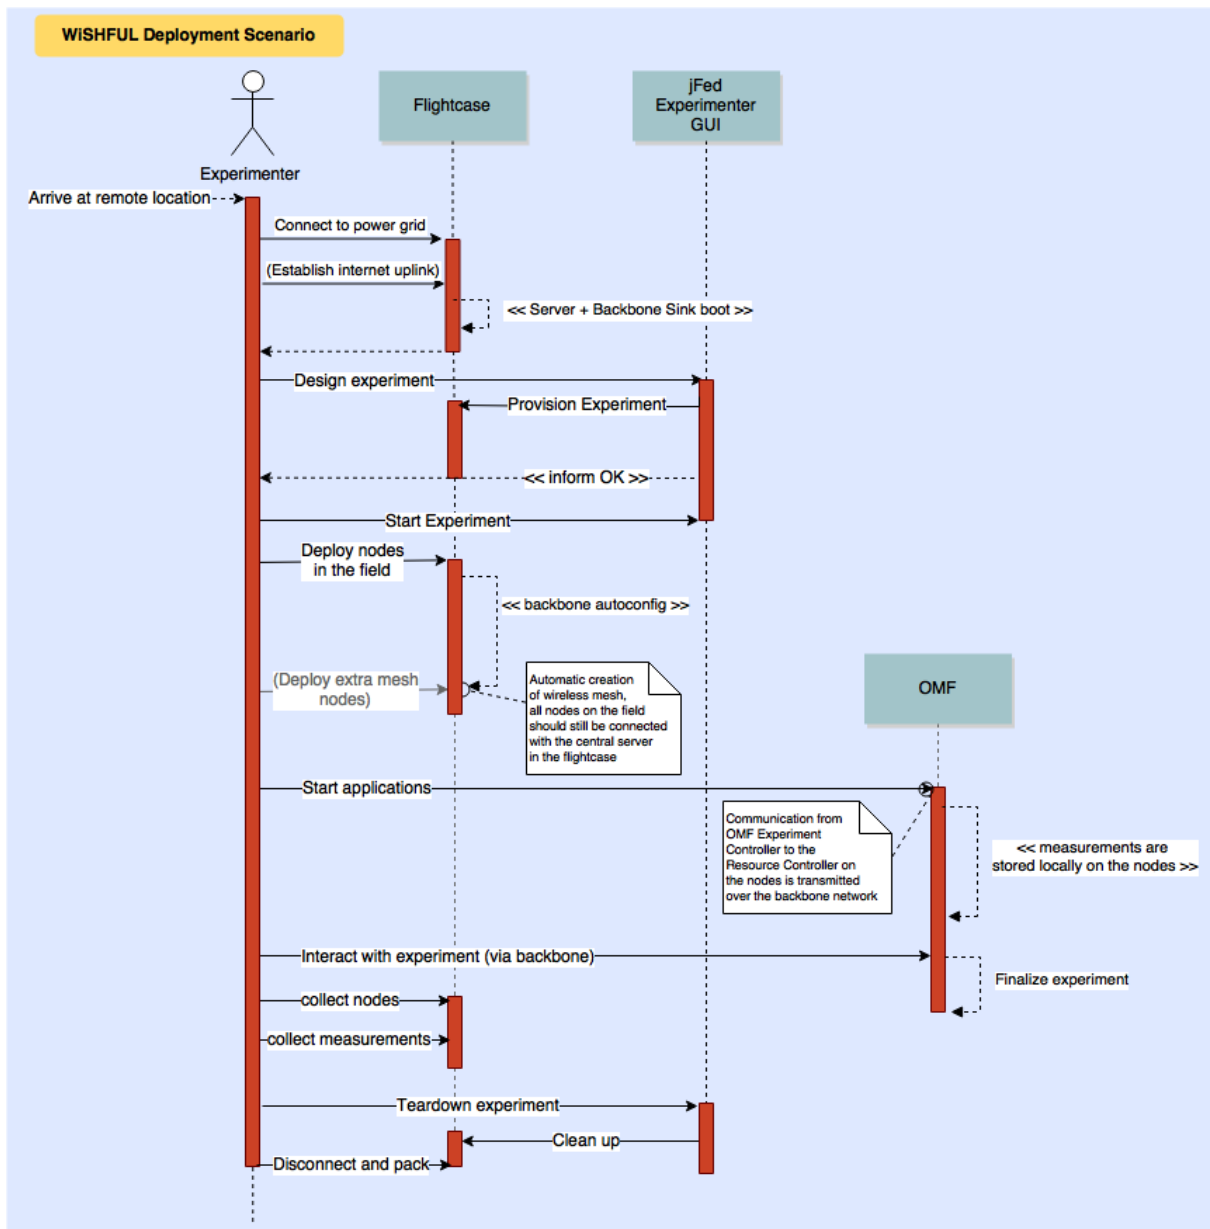 WiSHFUL Deployment Scenario
Flightcase
jFed
Experimenter
GUI
Experimenter
Arrive at remote location
Connect to power grid
(Establish internet uplink)
<< Server + Backbone Sink boot >>
Design experiment
Provision Experiment
<< inform OK >>
Start Experiment
Deploy nodes
in the field
<< backbone autoconfig >>
(Deploy extra mesh
nodes)
Automatic creation
of wireless mesh,
all nodes on the field
should still be connected
with the central server
in the flightcase
OMF
Start applications
Communication from
OMF Experiment
Controller to the
Resource Controller on
the nodes is transmitted
over the backbone network
<< measurements are
stored locally on the nodes >>
Interact with experiment (via backbone)
Finalize experiment
collect nodes
collect measurements
Teardown experiment
Clean up
Disconnect and pack